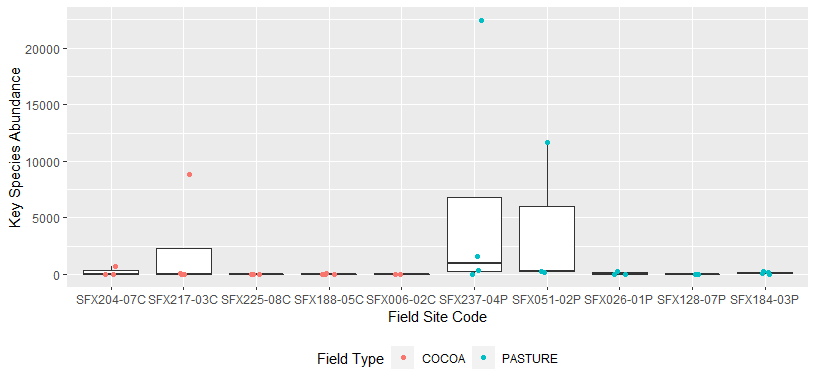 Key Species Abundance
20000
15000
10000
5000
0
SFX204-07C SFX217-03C SFX225-08C SFX188-05C SFX006-02C SFX237-04P SFX051-02P SFX026-01P SFX128-07P SFX184-03P
Field Site Code
Field Type COCOA PASTURE